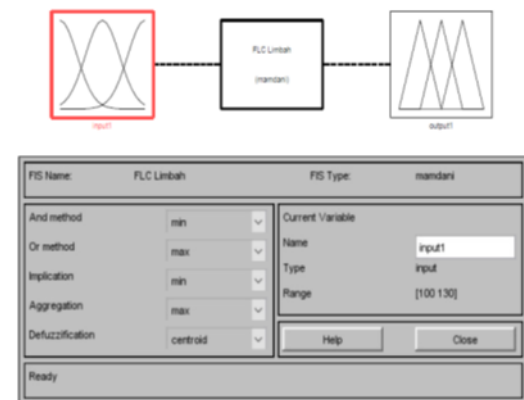 FLC Limbah
(mamdani)
input1
output1
FIS Name: FLC Limbah FIS Type: mamdani
And method min
Or method max
Implication min
Aggregation max
Defuzzification centroid
Current Variable
Name input1
Type input
Range [100 130]
Help Close
Ready